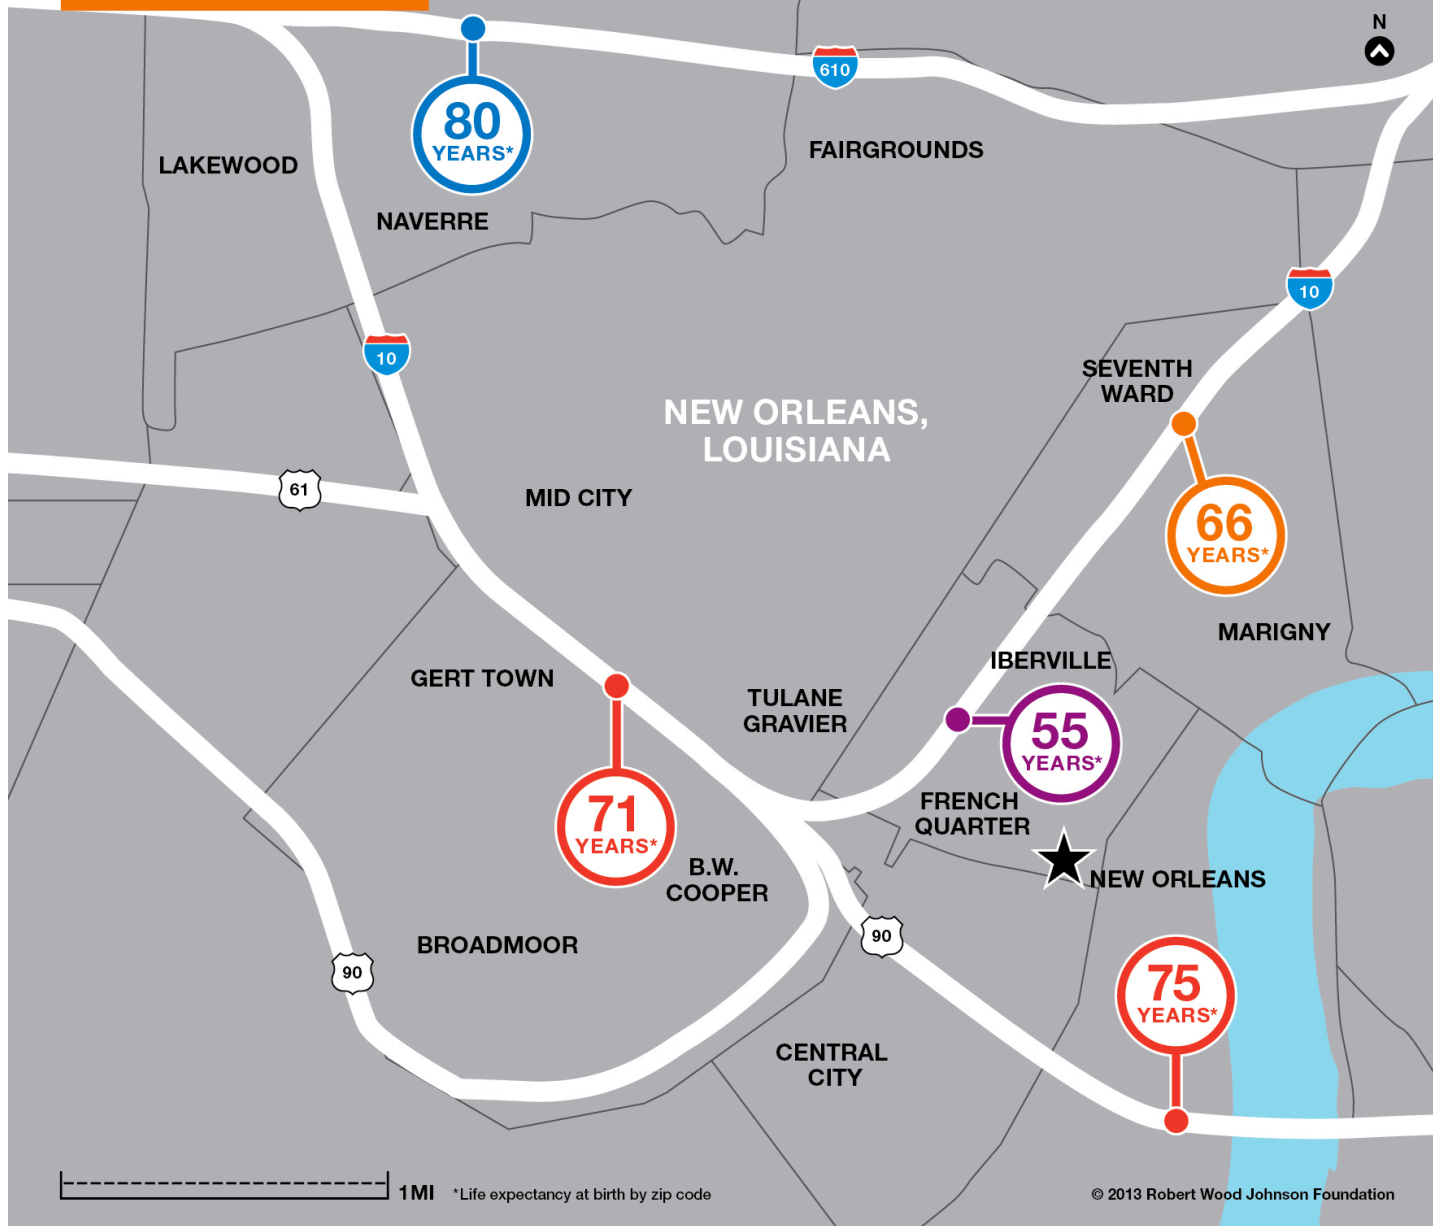 N
610
80
YEARS*
FAIRGROUNDS
LAKEWOOD
NAVERRE
10
10
SEVENTH
WARD
NEW ORLEANS,
LOUISIANA
61
MID CITY
66
YEARS*
MARIGNY
IBERVILLE
GERT TOWN
TULANE
GRAVIER
55
YEARS*
FRENCH
QUARTER
71
YEARS*
B.W.
COOPER
NEW ORLEANS
90
BROADMOOR
90
75
YEARS*
CENTRAL
CITY
1MI
*Life expectancy at birth by zip code
© 2013 Robert Wood Johnson Foundation